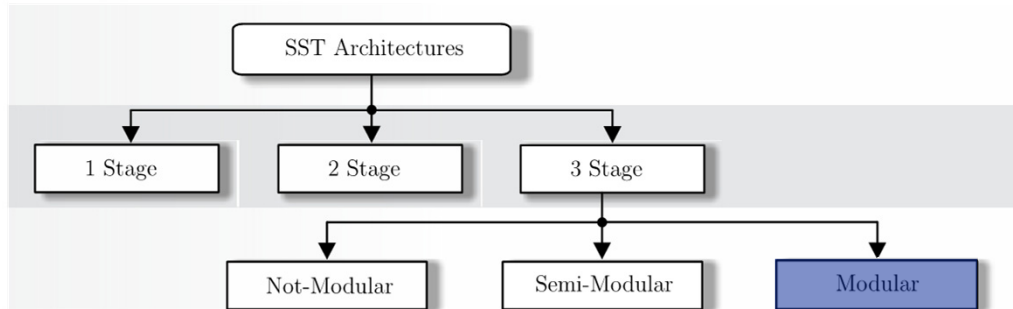 SST Architectures
1 Stage
2 Stage
3 Stage
Not-Modular
Semi-Modular
Modular